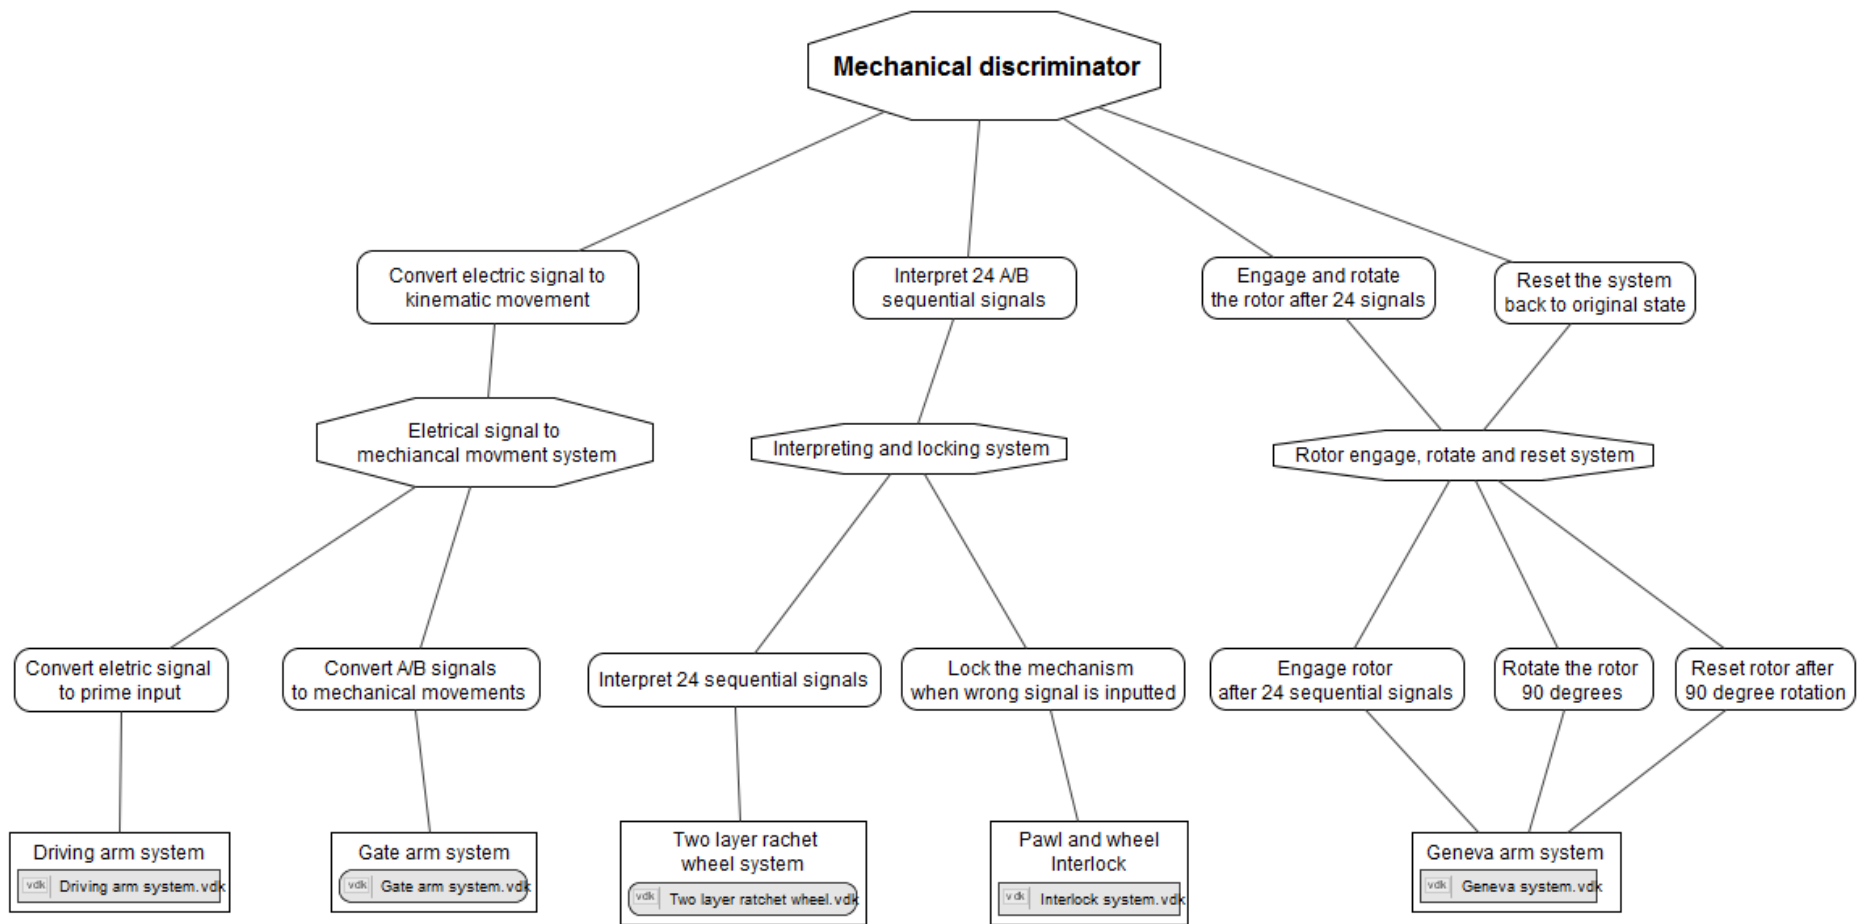 Mechanical discriminator
Convert electric signal to
kinematic movement
Interpret 24 A/B
sequential signals
Engage and rotate
the rotor after 24 signals
Reset the system
back to original state
Eletrical signal to
mechiancal movment system
Interpreting and locking system
Rotor engage, rotate and reset system
Convert eletric signal
to prime input
Convert A/B signals
to mechanical movements
Interpret 24 sequential signals
Lock the mechanism
when wrong signal is inputted
Engage rotor
after 24 sequential signals
Rotate the rotor
90 degrees
Reset rotor after
90 degree rotation
Driving arm system
vdk Driving arm system.vdk
Gate arm system
vdk Gate arm system.vdk
Two layer rachet
wheel system
vdk Two layer ratchet wheel.vdk
Pawl and wheel
Interlock
vdk Interlock system.vdk
Geneva arm system
vdk Geneva system.vdk